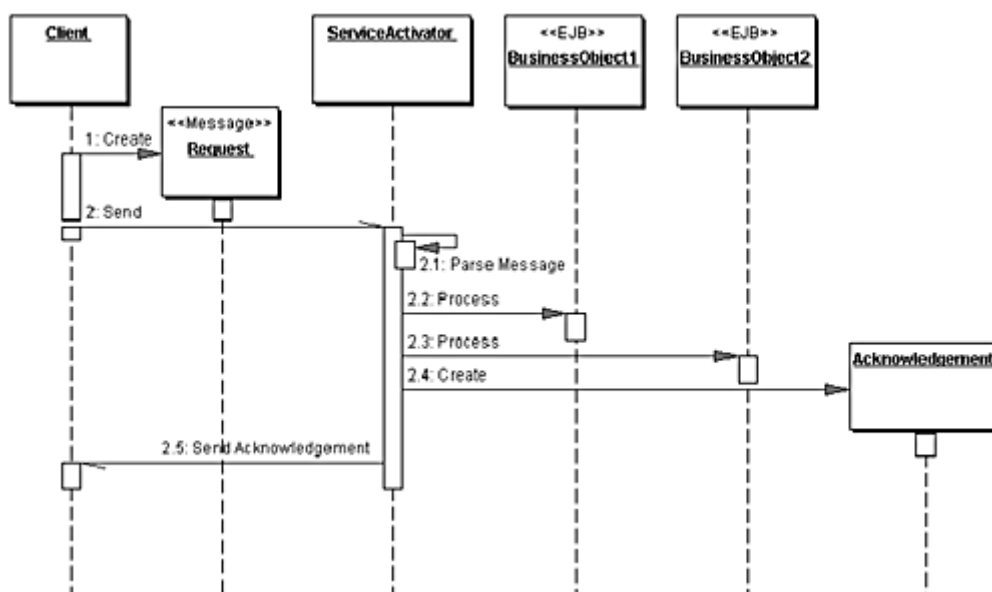 Client
ServiceActivator
<<EJB>>
BusinessObject1
<<EJB>>
BusinessObject2
<<Message>>
Request
1: Create
2: Send
2.1: Parse Message
2.2: Process
2.3: Process
2.4: Create
Acknowledgement
2.5: Send Acknowledgement